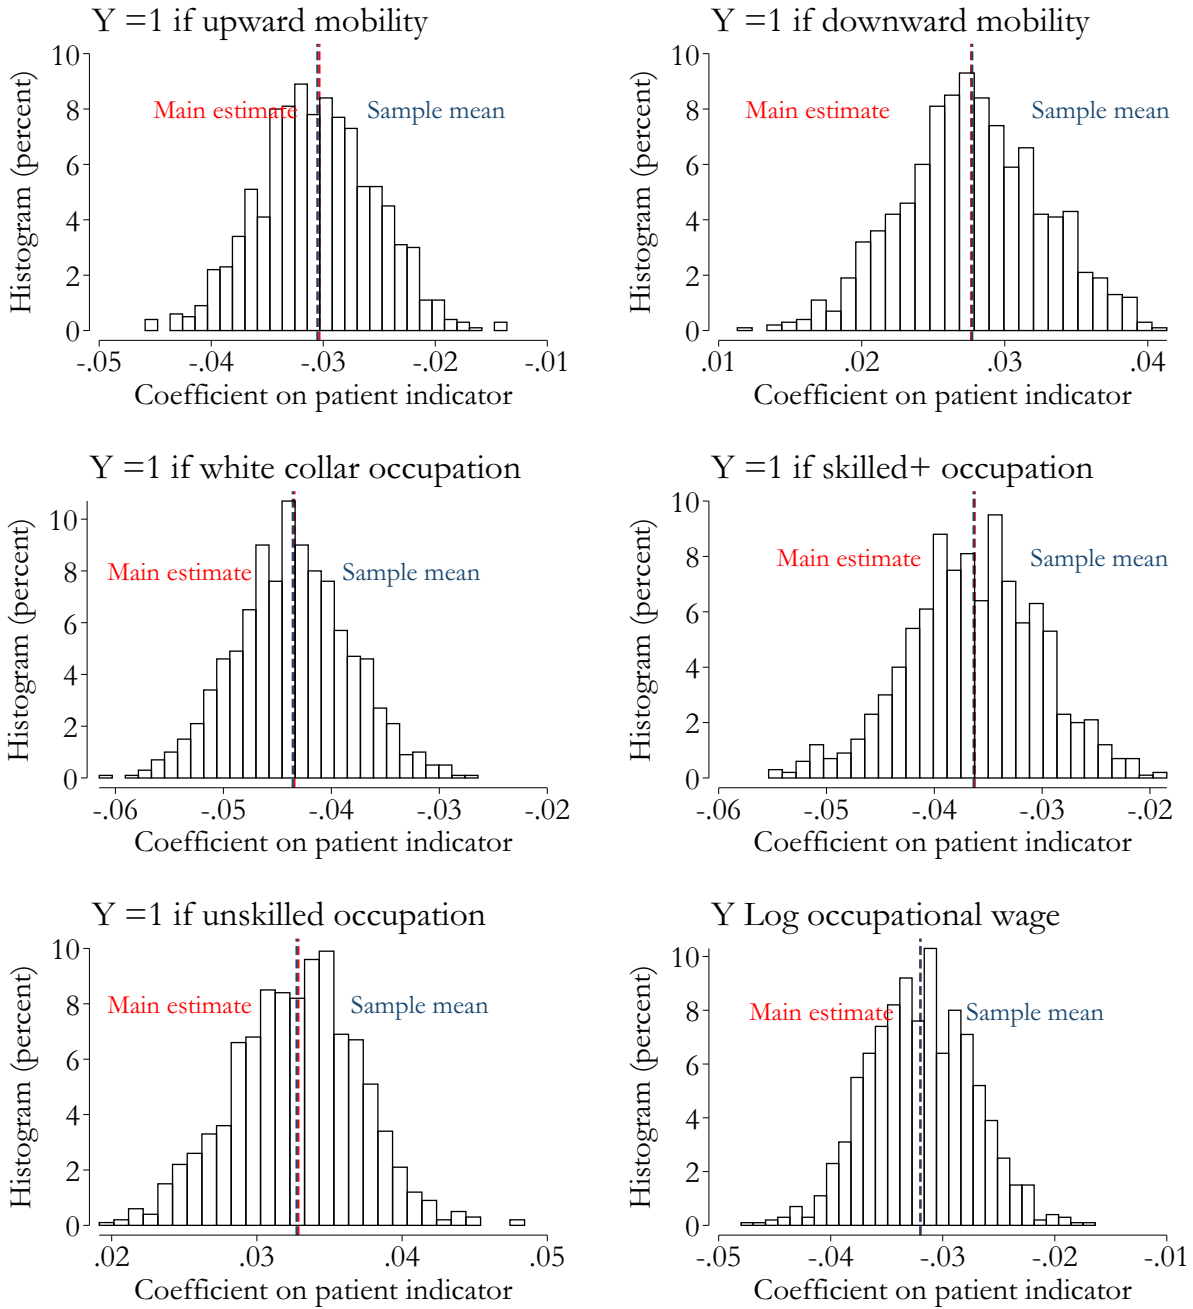 Y =1 if upward mobility
Histogram (percent)
10
8
6
4
2
0
Main estimate
Sample mean
-.05 -.04 -.03 -.02 -.01
Coefficient on patient indicator
Y =1 if downward mobility
Histogram (percent)
10
8
6
4
2
0
Main estimate
Sample mean
.01 .02 .03 .04
Coefficient on patient indicator
Y =1 if white collar occupation
Histogram (percent)
10
8
6
4
2
0
Main estimate
Sample mean
-.06 -.05 -.04 -.03 -.02
Coefficient on patient indicator
Y =1 if skilled+ occupation
Histogram (percent)
10
8
6
4
2
0
Main estimate
Sample mean
-.06 -.05 -.04 -.03 -.02
Coefficient on patient indicator
Y =1 if unskilled occupation
Histogram (percent)
10
8
6
4
2
0
Main estimate
Sample mean
.02 .03 .04 .05
Coefficient on patient indicator
Y Log occupational wage
Histogram (percent)
10
8
6
4
2
0
Main estimate
Sample mean
-.05 -.04 -.03 -.02 -.01
Coefficient on patient indicator